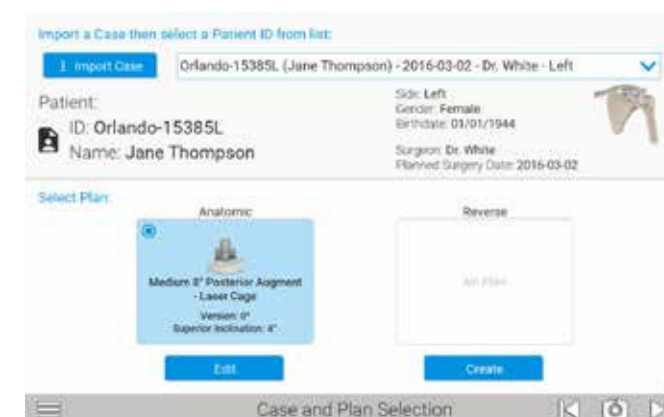 Import a Case then select a Patient ID from list:
Import Case
Orlando-15385L (Jane Thompson) - 2016-03-02 - Dr. White - Left
Patient:
ID: Orlando-15385L
Name: Jane Thompson
Side: Left
Gender: Female
Birthdate: 01/01/1944
Surgeon: Dr. White
Planned Surgery Date: 2016-03-02
Select Plan:
Anatomic
Medium 8° Posterior Augment
- Laser Cage
Version: 0°
Superior Inclination: 4°
Edit
Reverse
No Plan
Create
Case and Plan Selection